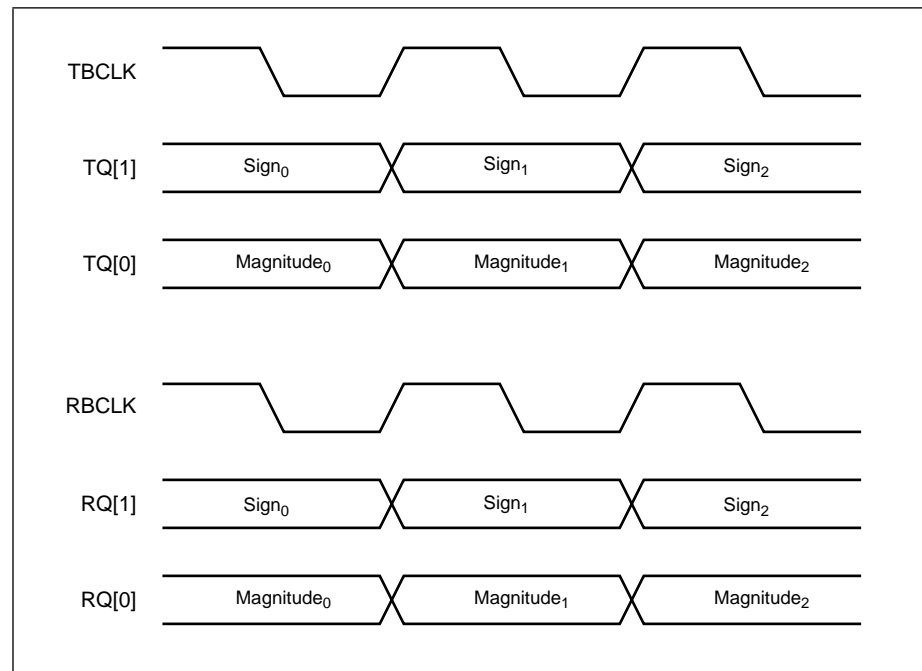 TBCLK
TQ[1] Sign0 Sign1 Sign2
TQ[0] Magnitude0 Magnitude1 Magnitude2
RBCLK
RQ[1] Sign0 Sign1 Sign2
RQ[0] Magnitude0 Magnitude1 Magnitude2